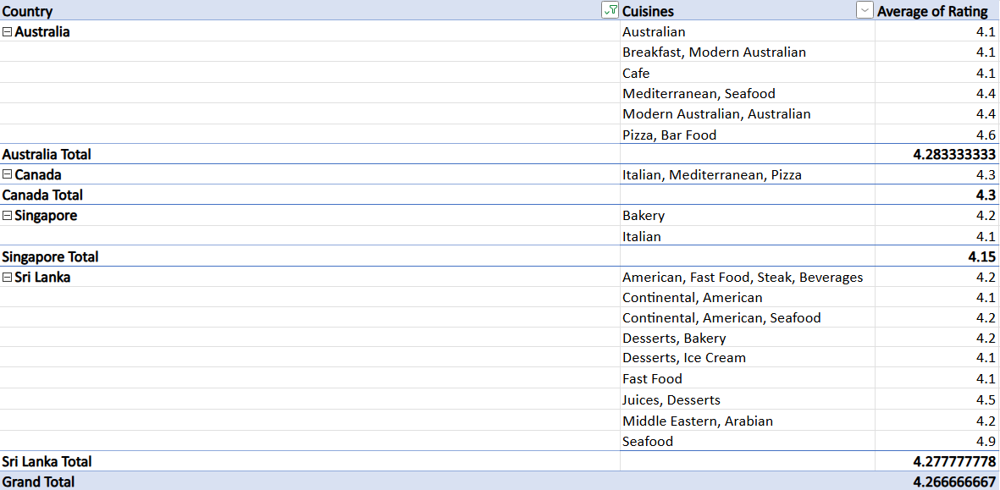 Country Cuisines Average of Rating
Australia Australian 4.1
Breakfast, Modern Australian 4.1
Cafe 4.1
Mediterranean, Seafood 4.4
Modern Australian, Australian 4.4
Pizza, Bar Food 4.6
Australia Total 4.283333333
Canada Italian, Mediterranean, Pizza 4.3
Canada Total 4.3
Singapore Bakery 4.2
Italian 4.1
Singapore Total 4.15
Sri Lanka American, Fast Food, Steak, Beverages 4.2
Continental, American 4.1
Continental, American, Seafood 4.2
Desserts, Bakery 4.2
Desserts, Ice Cream 4.1
Fast Food 4.1
Juices, Desserts 4.5
Middle Eastern, Arabian 4.2
Seafood 4.9
Sri Lanka Total 4.277777778
Grand Total 4.266666667